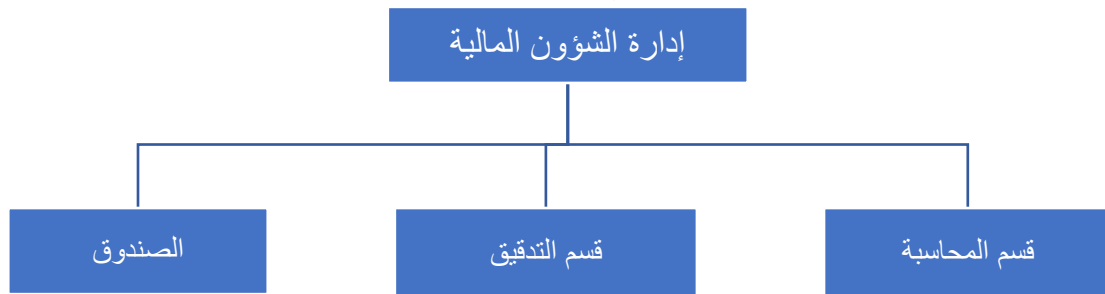 إدارة الشؤون المالية
قسم المحاسبة
قسم التدقيق
الصندوق